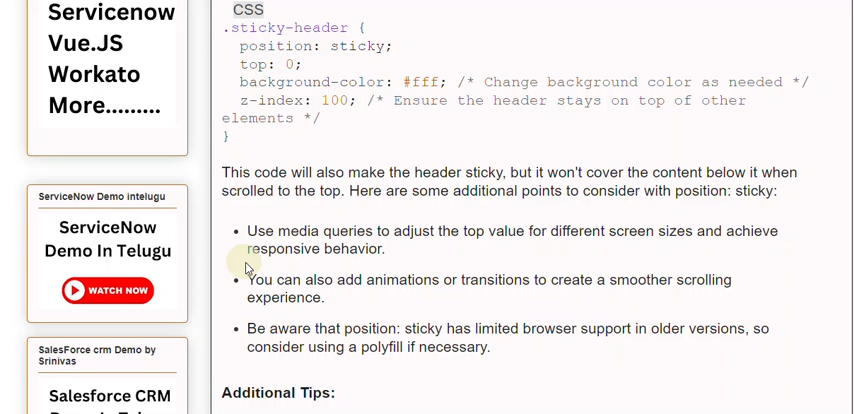 Servicenow
Vue.JS
Workato
More.........
ServiceNow Demo intelugu
ServiceNow
Demo In Telugu
WATCH NOW
SalesForce crm Demo by
Srinivas
Salesforce CRM
CSS
.sticky-header {
position: sticky;
top: 0;
background-color: #fff; /* Change background color as needed */
z-index: 100; /* Ensure the header stays on top of other
elements */
}
This code will also make the header sticky, but it won't cover the content below it when
scrolled to the top. Here are some additional points to consider with position: sticky:
Use media queries to adjust the top value for different screen sizes and achieve
responsive behavior.
You can also add animations or transitions to create a smoother scrolling
experience.
Be aware that position: sticky has limited browser support in older versions, so
consider using a polyfill if necessary.
Additional Tips: